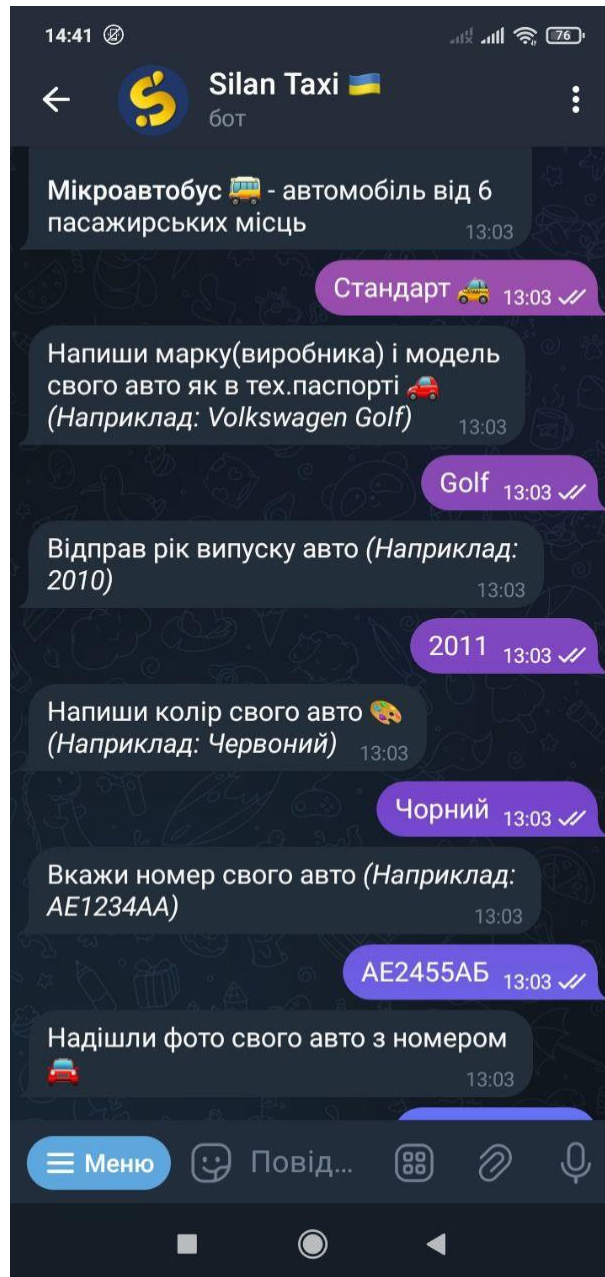 14:41
76
Silan Taxi 🇺🇦
бот
Мікроавтобус 🚌 - автомобіль від 6
пасажирських місць
13:03
Стандарт 🚕 13:03
Напиши марку(виробника) і модель
свого авто як в тех.паспорті 🚗
(Наприклад: Volkswagen Golf) 13:03
Golf 13:03
Відправ рік випуску авто (Наприклад:
2010) 13:03
2011 13:03
Напиши колір свого авто 🎨
(Наприклад: Червоний) 13:03
Чорний 13:03
Вкажи номер свого авто (Наприклад:
AE1234AA) 13:03
АЕ2455АБ 13:03
Надішли фото свого авто з номером
🚘 13:03
Меню
Повід...